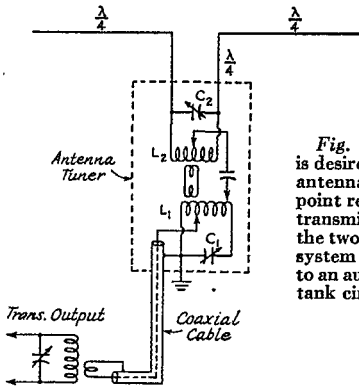 λ/4
λ/4
λ/4
C2
L2
Antenna Tuner
L1
C1
Trans. Output
Coaxial Cable
Fig.
is desire
antenna
point re
transmi
the two
system
to an au
tank cir